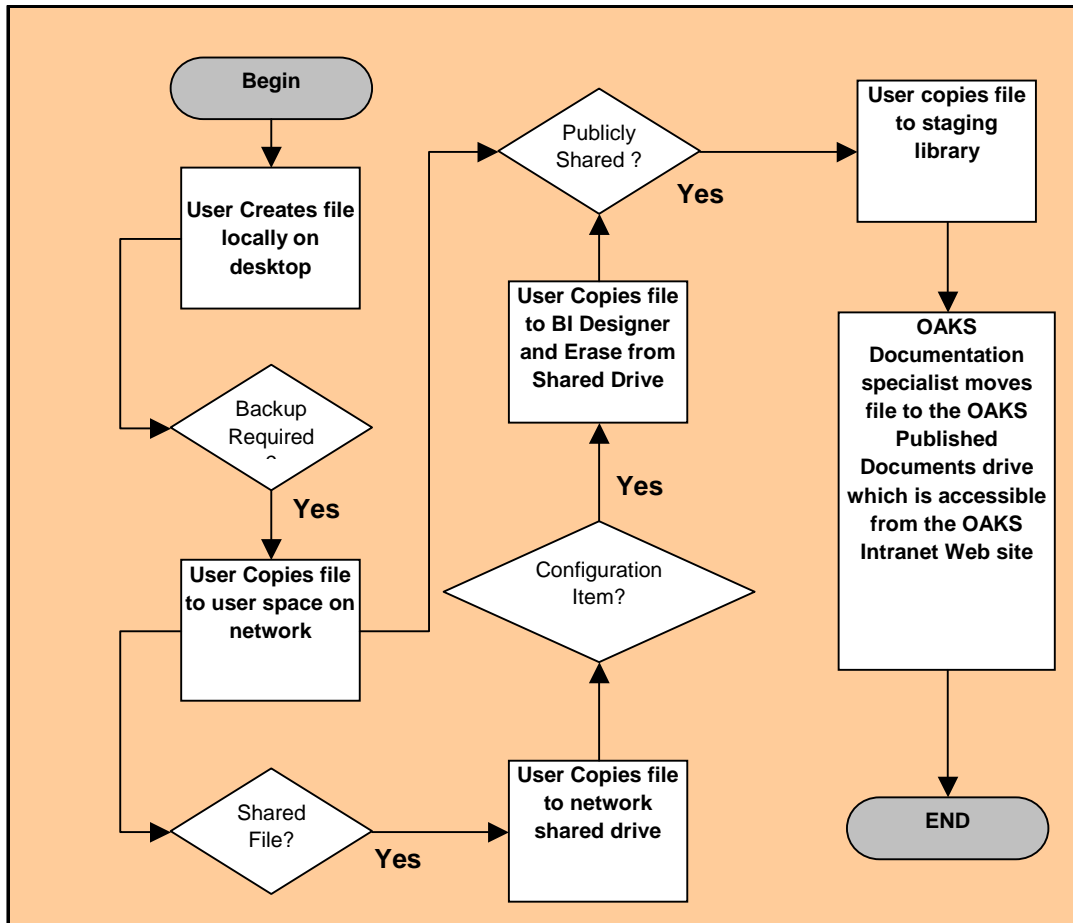 Begin
User Creates file
locally on
desktop
Backup
Required
Yes
User Copies file
to user space on
network
Shared
File?
Yes
User Copies file
to network
shared drive
Configuration
Item?
Yes
User Copies file
to BI Designer
and Erase from
Shared Drive
Publicly
Shared ?
Yes
User copies file
to staging
library
OAKS
Documentation
specialist moves
file to the OAKS
Published
Documents drive
which is accessible
from the OAKS
Intranet Web site
END